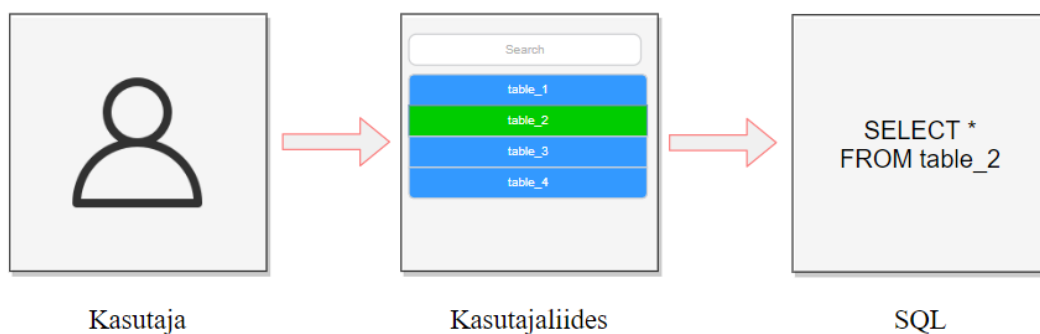 Search
table_1
table_2
table_3
table_4
SELECT *
FROM table_2
Kasutaja
Kasutajaliides
SQL